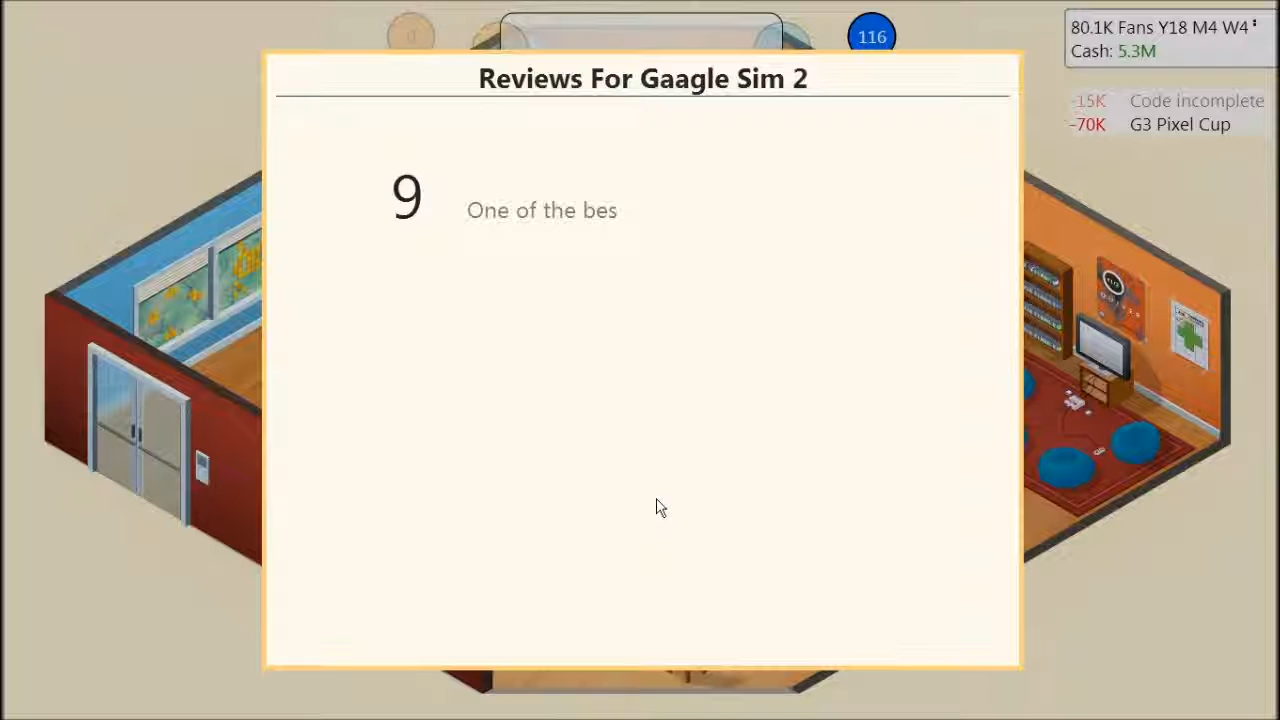 0
116
80.1K Fans Y18 M4 W4
Cash: 5.3M
-15K Code incomplete
-70K G3 Pixel Cup
Reviews For Gaagle Sim 2
9 One of the bes